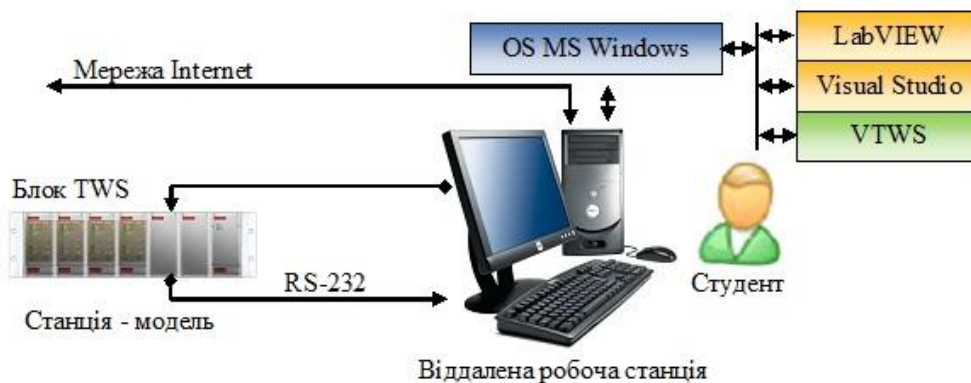 OS MS Windows
LabVIEW
Visual Studio
VTWS
Мережа Internet
Блок TWS
RS-232
Станція - модель
Студент
Віддалена робоча станція